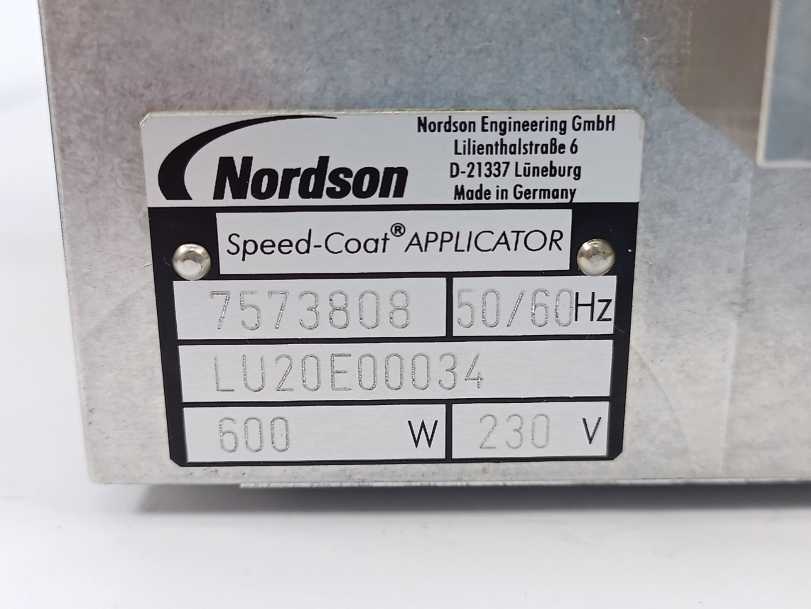 Nordson
Nordson Engineering GmbH
Lilienthalstraße 6
D-21337 Lüneburg
Made in Germany
Speed-Coat® APPLICATOR
7573808
50/60Hz
LU20E00034
600 W
230 V